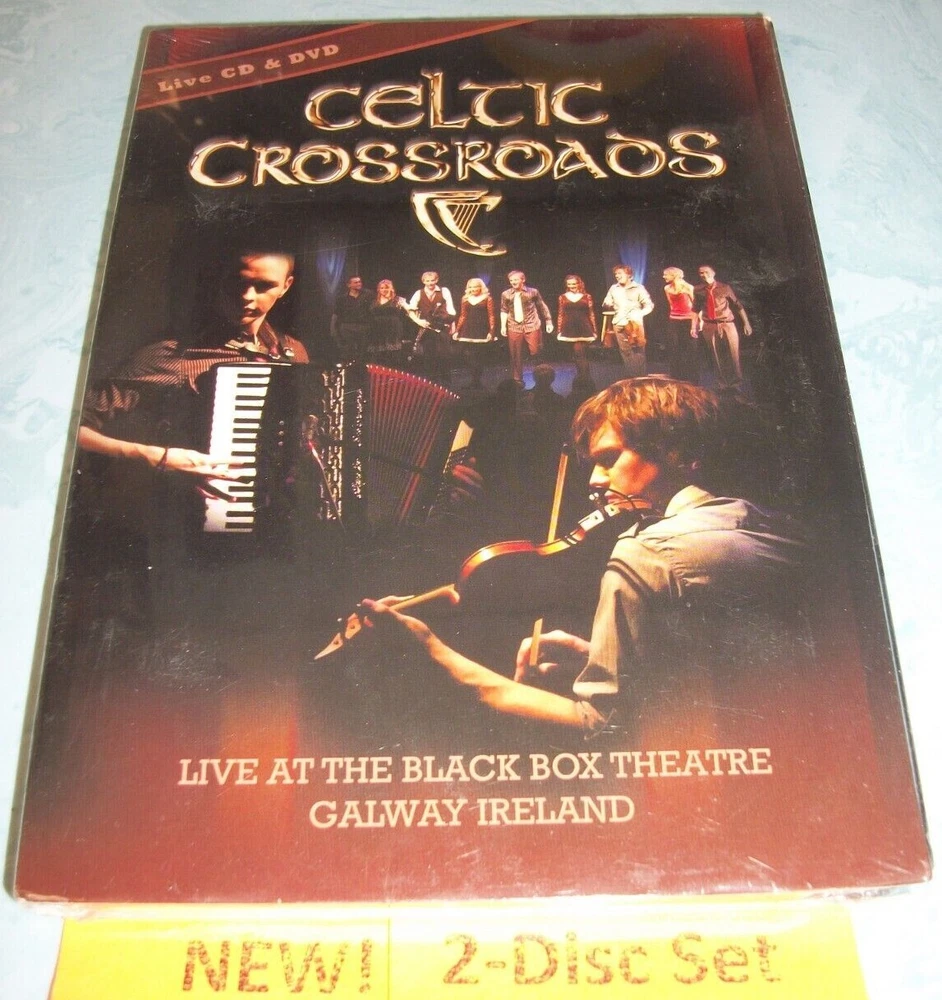 Live CD & DVD
CELTIC
CROSSROADS
LIVE AT THE BLACK BOX THEATRE
GALWAY IRELAND
NEW! 2-Disc Set